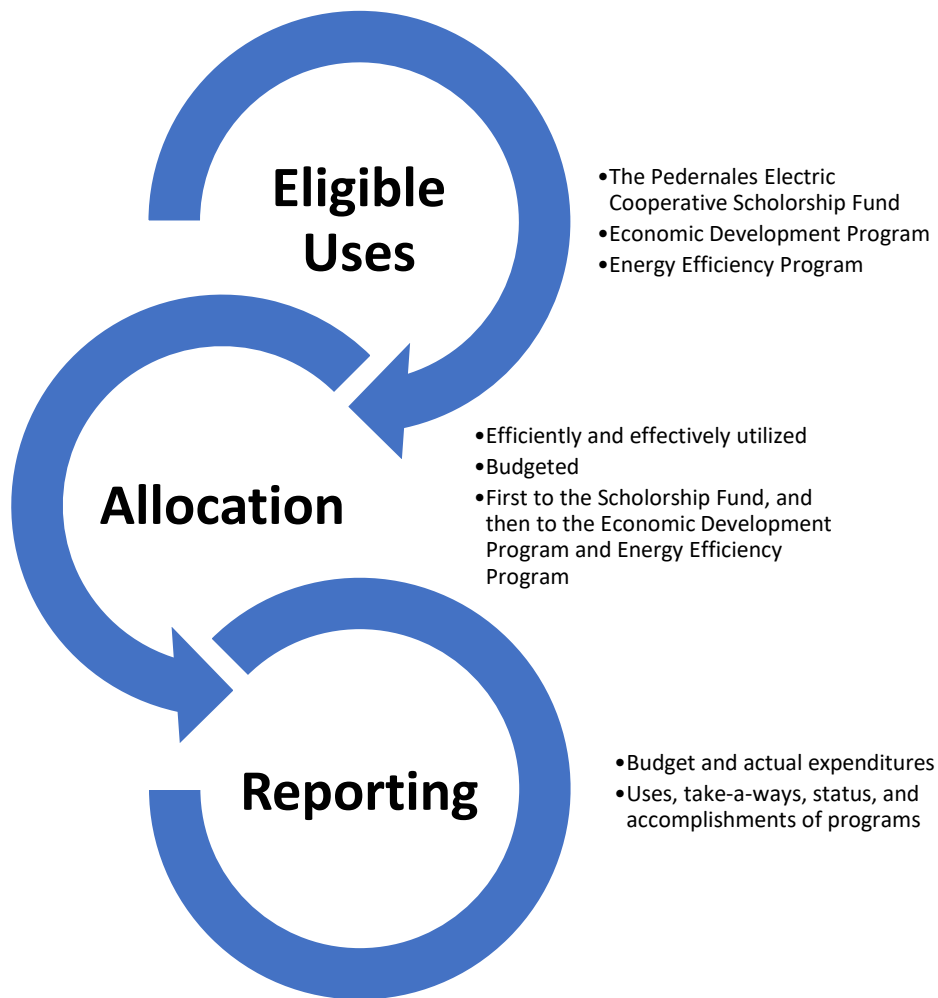 Eligible
Uses
•The Pedernales Electric
Cooperative Scholorship Fund
•Economic Development Program
•Energy Efficiency Program
Allocation
•Efficiently and effectively utilized
•Budgeted
•First to the Scholorship Fund, and
then to the Economic Development
Program and Energy Efficiency
Program
Reporting
•Budget and actual expenditures
•Uses, take-a-ways, status, and
accomplishments of programs